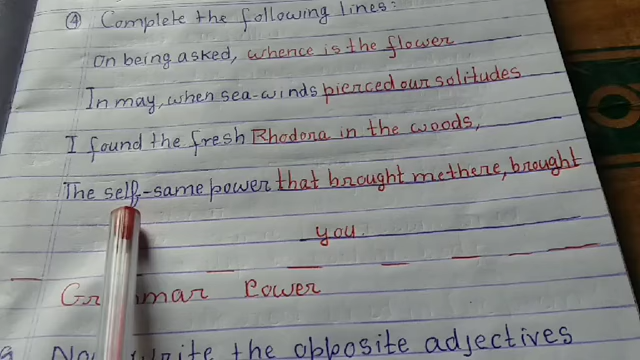 ④ Complete the following lines:
On being asked, whence is the flower
In may, when sea-winds pierced our solitudes
I found the fresh Rhodora in the woods,
The self-same power that brought me there, brought
you.
Grammar Power
write the opposite adjectives